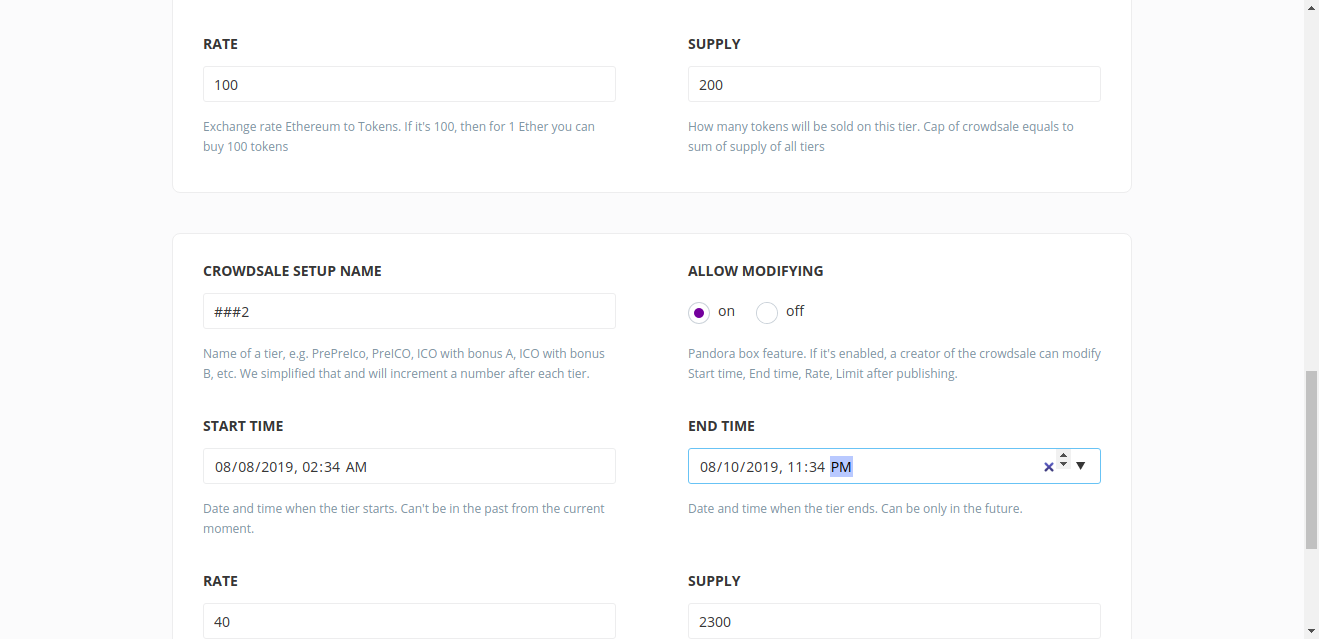 RATE
SUPPLY
100
200
Exchange rate Ethereum to Tokens. If it's 100, then for 1 Ether you can
buy 100 tokens
How many tokens will be sold on this tier. Cap of crowdsale equals to
sum of supply of all tiers
CROWDSALE SETUP NAME
ALLOW MODIFYING
###2
on
off
Name of a tier, e.g. PrePreIco, PreICO, ICO with bonus A, ICO with bonus
B, etc. We simplified that and will increment a number after each tier.
Pandora box feature. If it's enabled, a creator of the crowdsale can modify
Start time, End time, Rate, Limit after publishing.
START TIME
END TIME
08/08/2019, 02:34 AM
08/10/2019, 11:34 PM
Date and time when the tier starts. Can't be in the past from the current
moment.
Date and time when the tier ends. Can be only in the future.
RATE
SUPPLY
40
2300